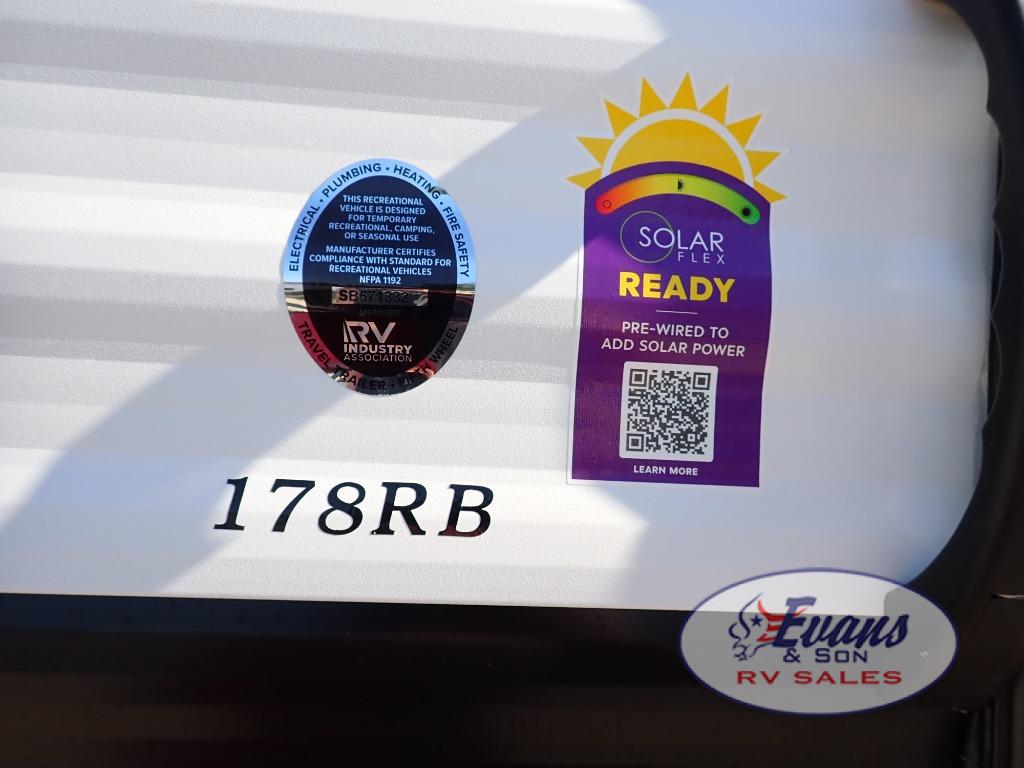 ELECTRICAL • PLUMBING • HEATING • FIRE SAFETY
THIS RECREATIONAL
VEHICLE IS DESIGNED
FOR TEMPORARY
RECREATIONAL, CAMPING,
OR SEASONAL USE
MANUFACTURER CERTIFIES
COMPLIANCE WITH STANDARD FOR
RECREATIONAL VEHICLES
NFPA 1192
SB571332
MEMBER
RV
INDUSTRY
ASSOCIATION
TRAVEL TRAILER • FIFTH WHEEL
SOLAR
FLEX
READY
PRE-WIRED TO
ADD SOLAR POWER
LEARN MORE
178RB
Evans
& SON
RV SALES